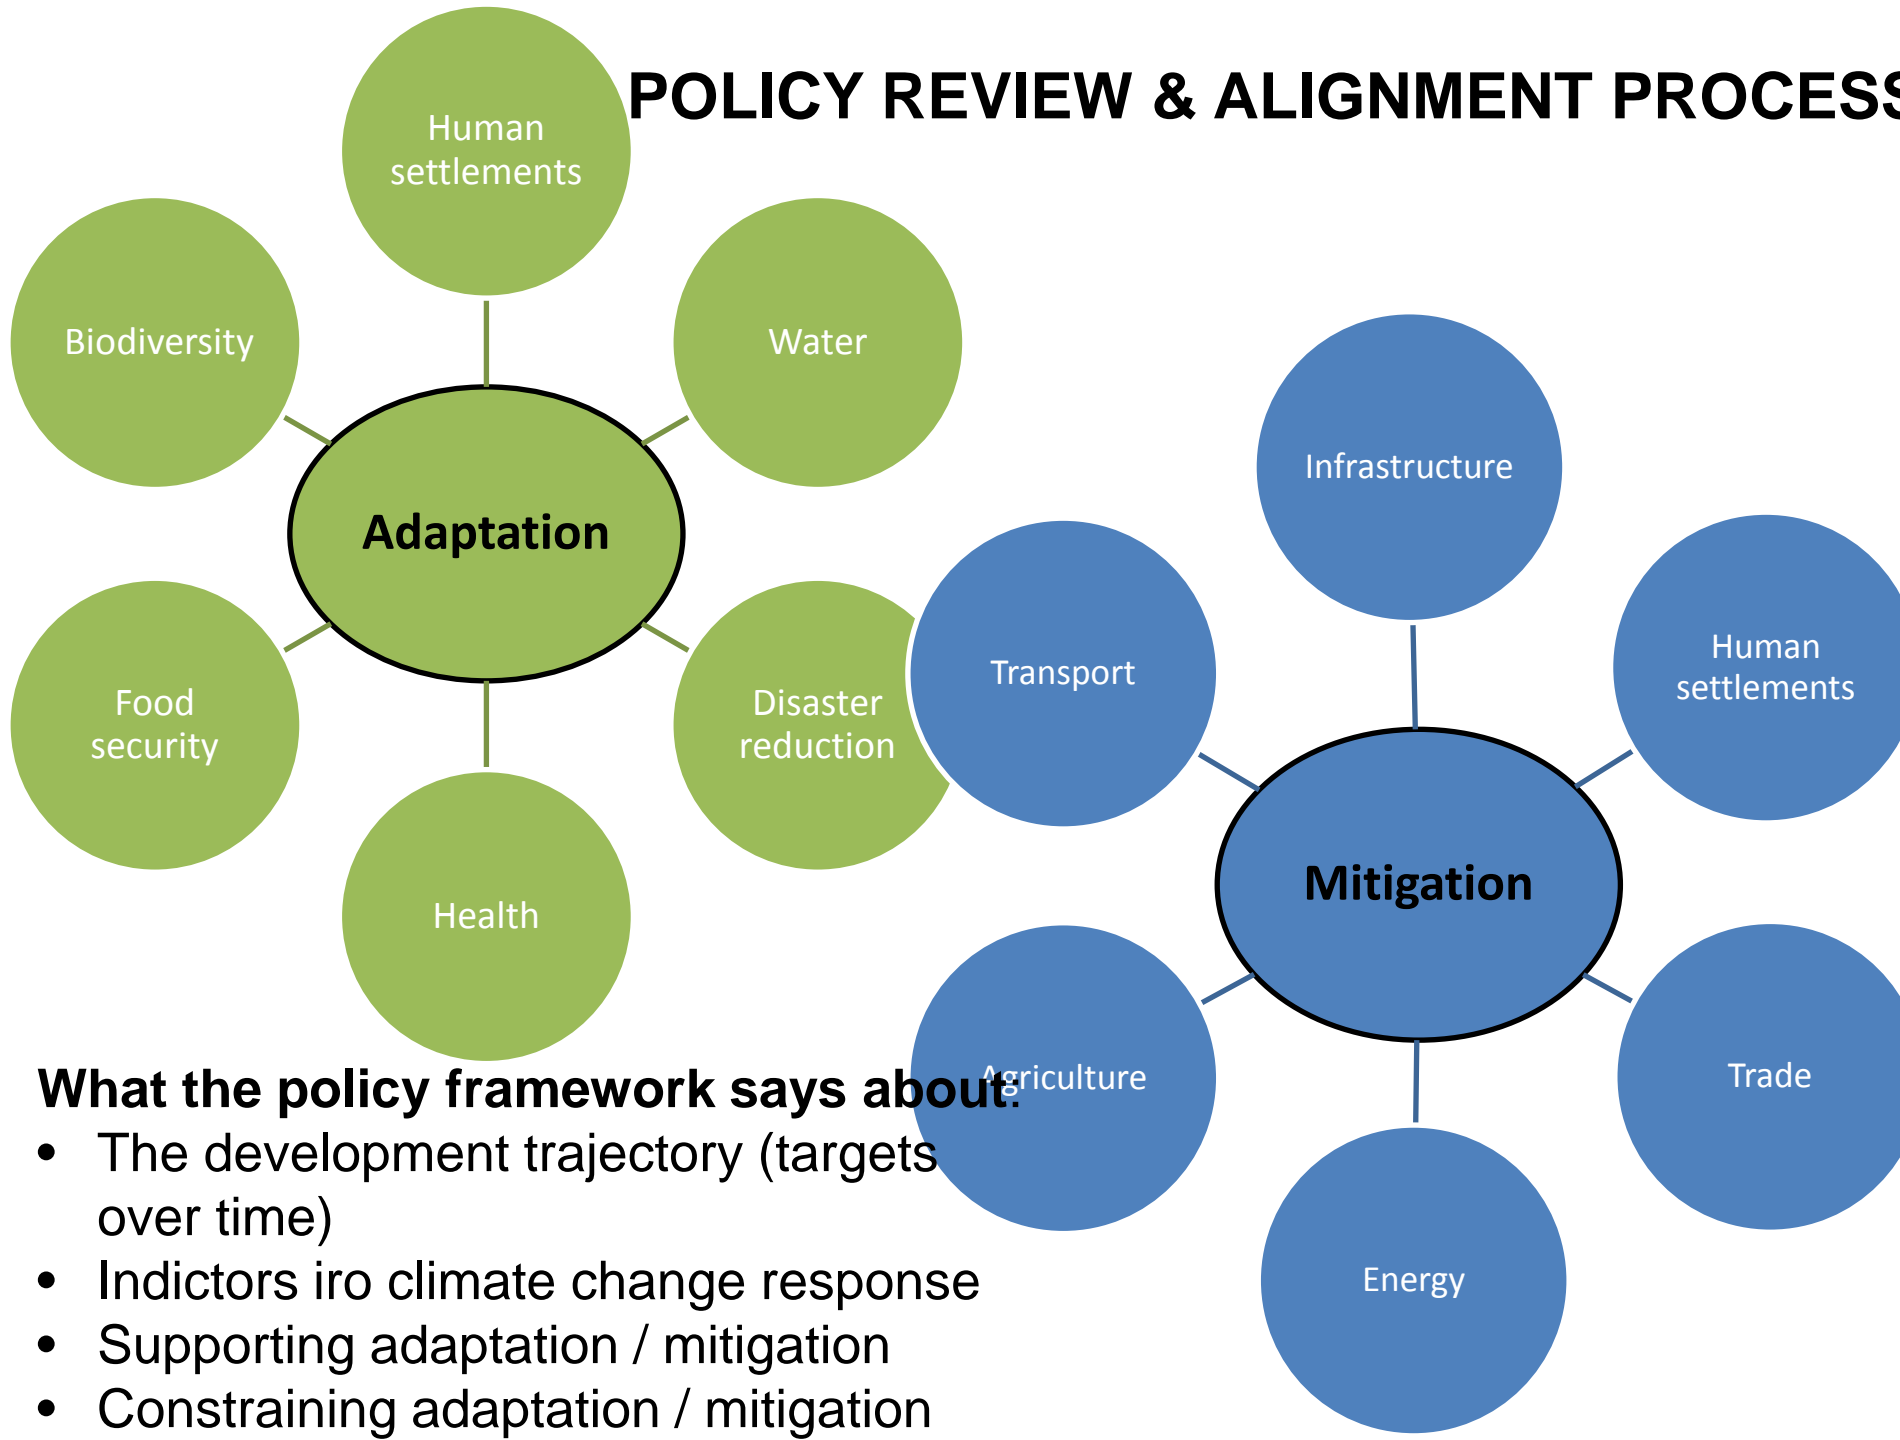 POLICY REVIEW & ALIGNMENT PROCESS
Human
settlements
Biodiversity
Water
Adaptation
Food
security
Disaster
reduction
Health
Infrastructure
Transport
Human
settlements
Mitigation
Agriculture
Trade
Energy
What the policy framework says about:
• The development trajectory (targets
over time)
• Indictors iro climate change response
• Supporting adaptation / mitigation
• Constraining adaptation / mitigation